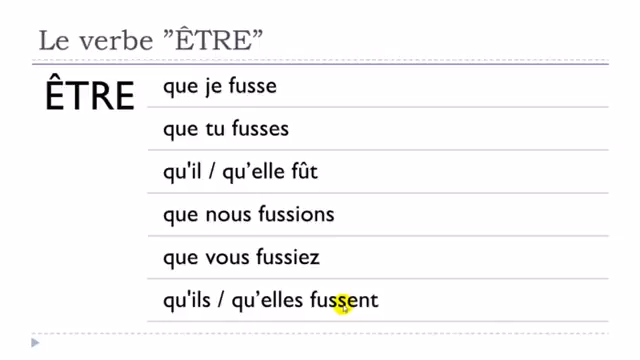 Le verbe ”ÊTRE”
ÊTRE
que je fusse
que tu fusses
qu'il / qu’elle fût
que nous fussions
que vous fussiez
qu'ils / qu’elles fussent